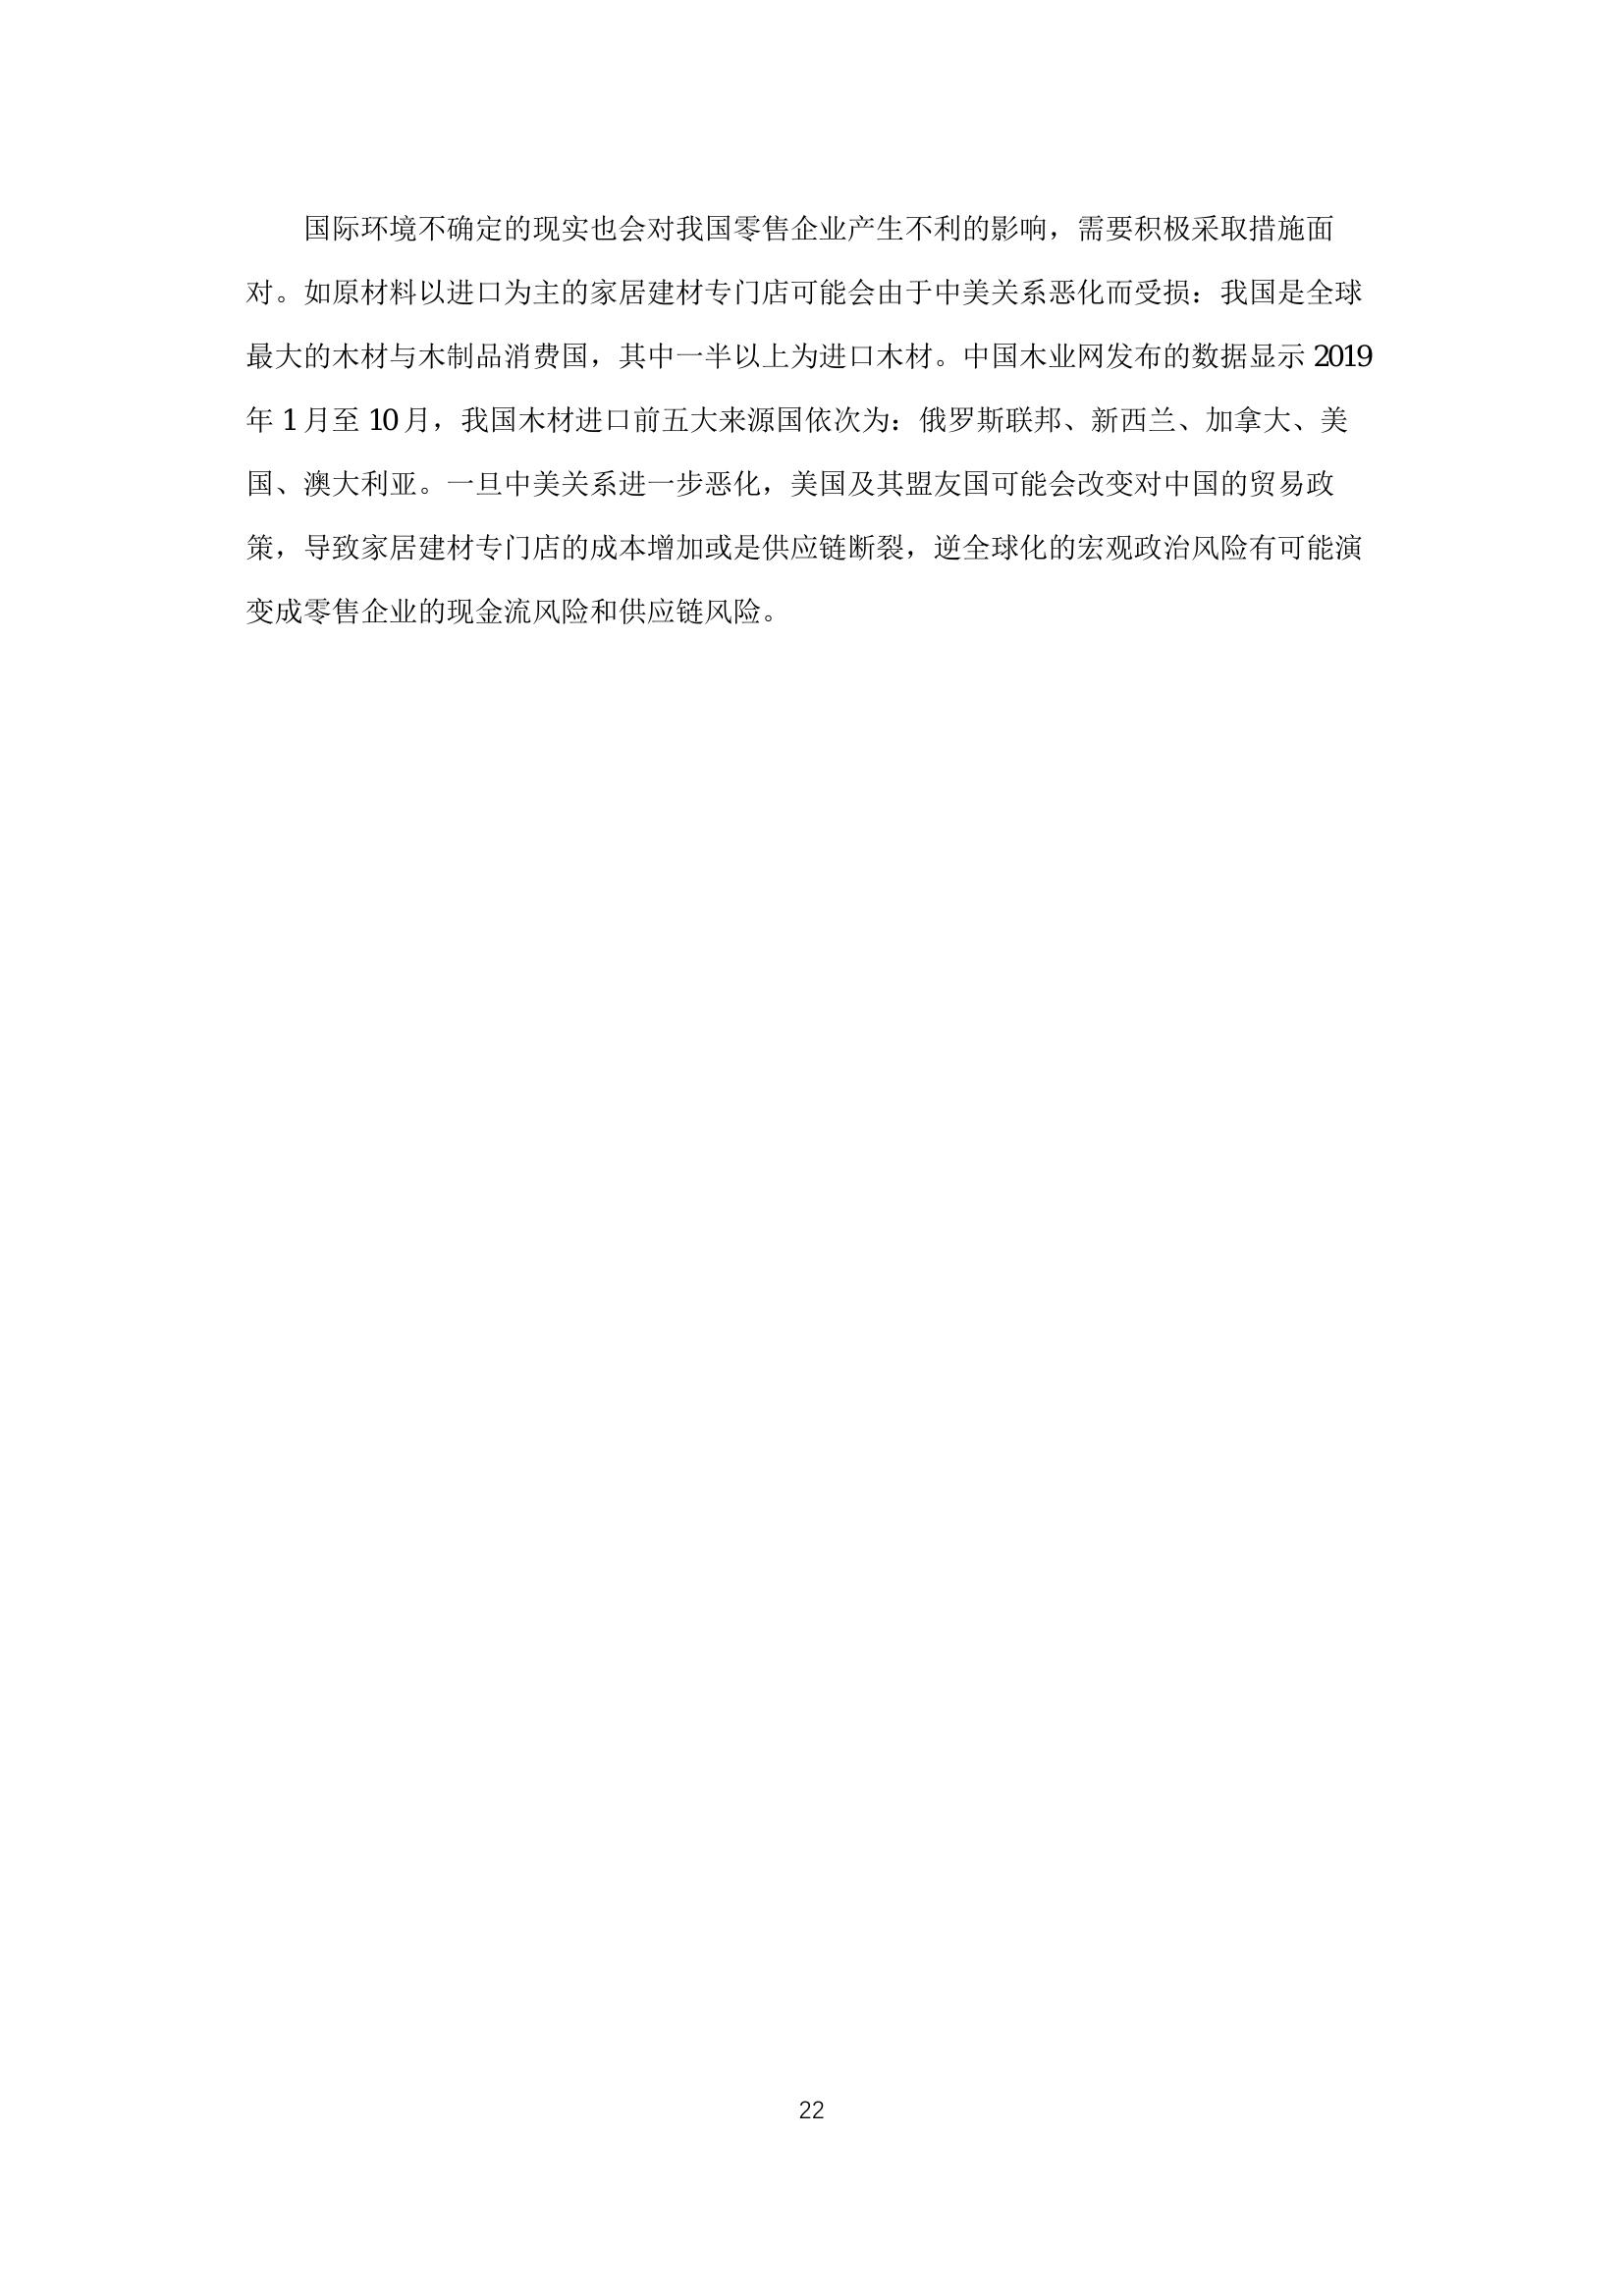 国际环境不确定的现实也会对我国零售企业产生不利的影响，需要积极采取措施面
对。如原材料以进口为主的家居建材专门店可能会由于中美关系恶化而受损：我国是全球
最大的木材与木制品消费国，其中一半以上为进口木材。中国木业网发布的数据显示 2019
年 1 月至 10 月，我国木材进口前五大来源国依次为：俄罗斯联邦、新西兰、加拿大、美
国、澳大利亚。一旦中美关系进一步恶化，美国及其盟友国可能会改变对中国的贸易政
策，导致家居建材专门店的成本增加或是供应链断裂，逆全球化的宏观政治风险有可能演
变成零售企业的现金流风险和供应链风险。
22